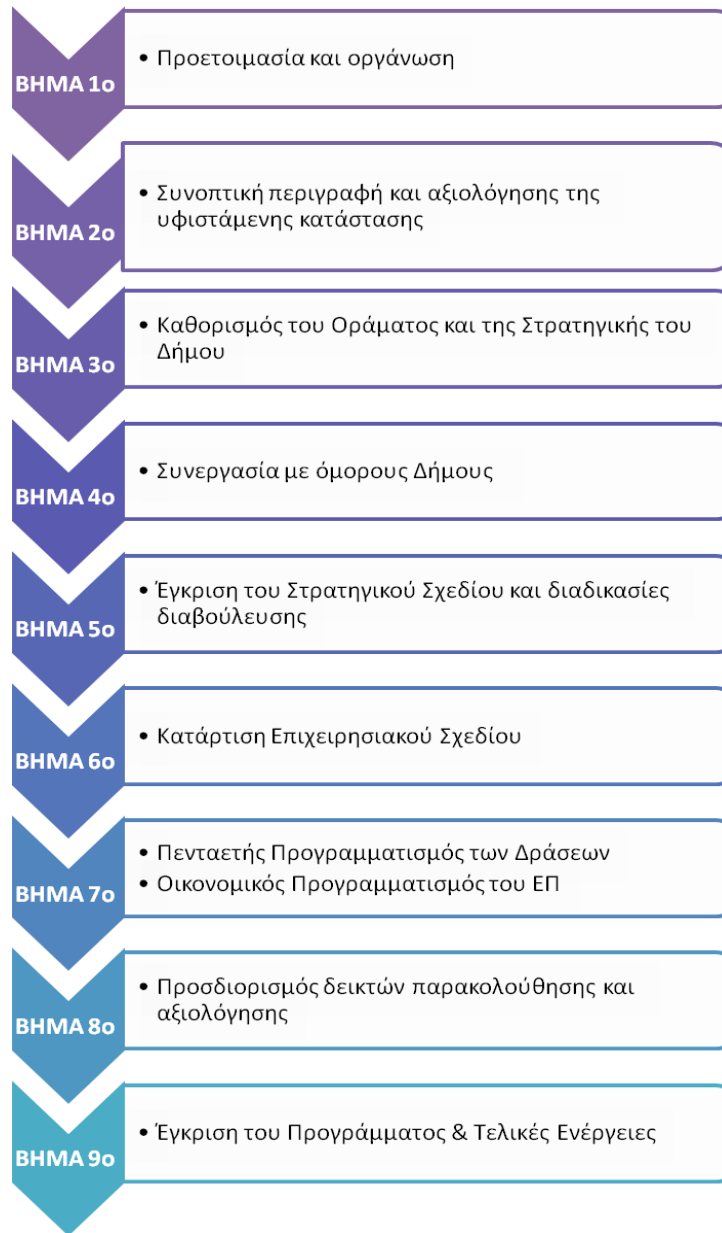 ΒΗΜΑ 1ο
• Προετοιμασία και οργάνωση
ΒΗΜΑ 2ο
• Συνοπτική περιγραφή και αξιολόγησης της
υφιστάμενης κατάστασης
ΒΗΜΑ 3ο
• Καθορισμός του Οράματος και της Στρατηγικής του
Δήμου
ΒΗΜΑ 4ο
• Συνεργασία με όμορους Δήμους
ΒΗΜΑ 5ο
• Έγκριση του Στρατηγικού Σχεδίου και διαδικασίες
διαβούλευσης
ΒΗΜΑ 6ο
• Κατάρτιση Επιχειρησιακού Σχεδίου
ΒΗΜΑ 7ο
• Πενταετής Προγραμματισμός των Δράσεων
• Οικονομικός Προγραμματισμός του ΕΠ
ΒΗΜΑ 8ο
• Προσδιορισμός δεικτών παρακολούθησης και
αξιολόγησης
ΒΗΜΑ 9ο
• Έγκριση του Προγράμματος & Τελικές Ενέργειες